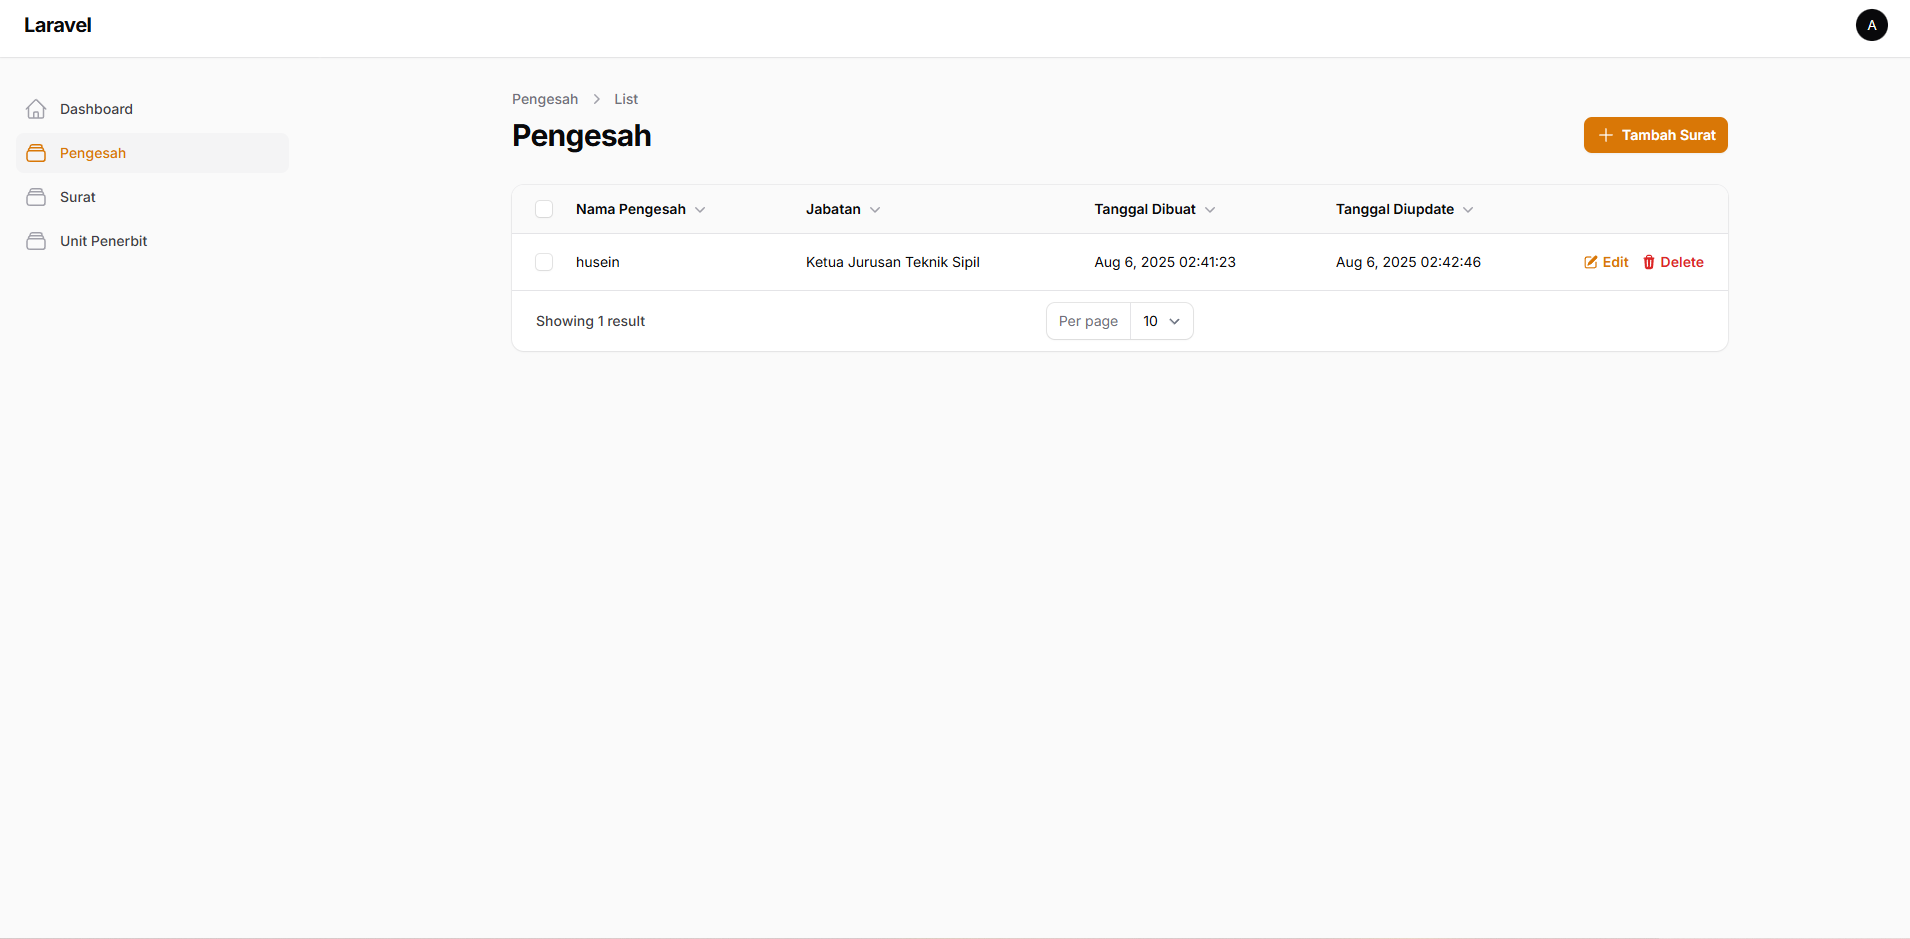 Laravel
A
Dashboard
Pengesah
Surat
Unit Penerbit
Pengesah > List
Pengesah
Tambah Surat
Nama Pengesah Jabatan Tanggal Dibuat Tanggal Diupdate
husein Ketua Jurusan Teknik Sipil Aug 6, 2025 02:41:23 Aug 6, 2025 02:42:46 Edit Delete
Showing 1 result Per page 10